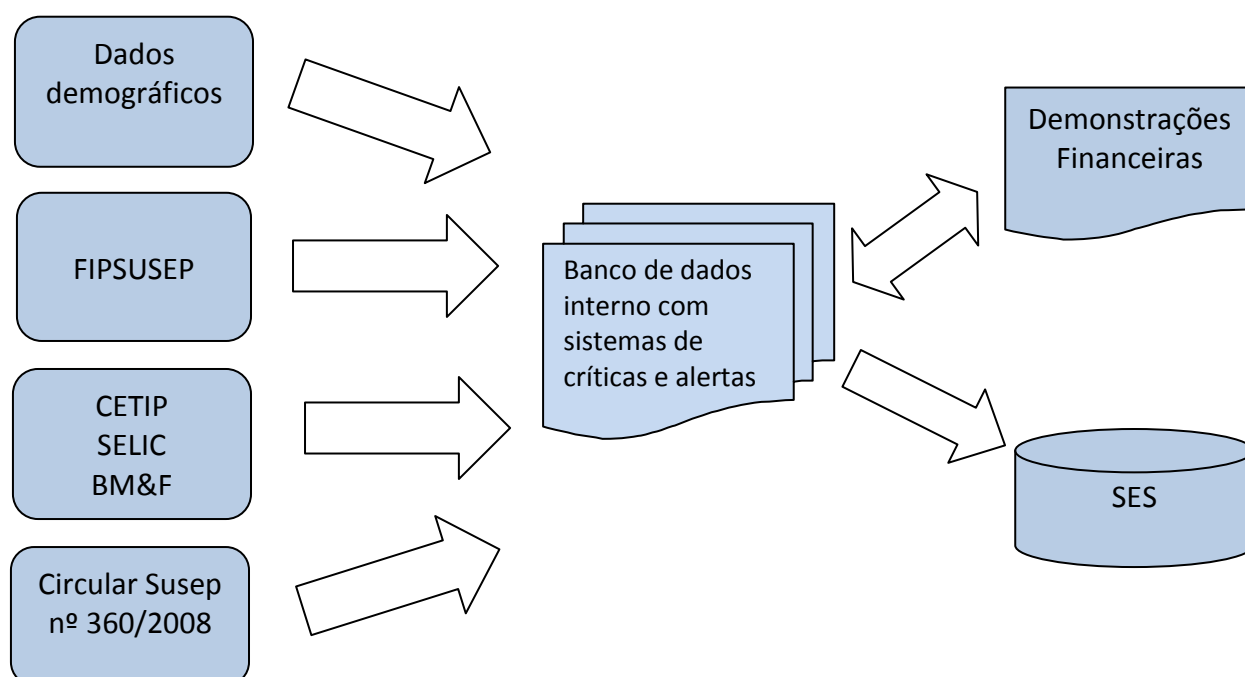 Dados
demográficos
FIPSUSEP
CETIP
SELIC
BM&F
Circular Susep
nº 360/2008
Banco de dados
interno com
sistemas de
críticas e alertas
Demonstrações
Financeiras
SES